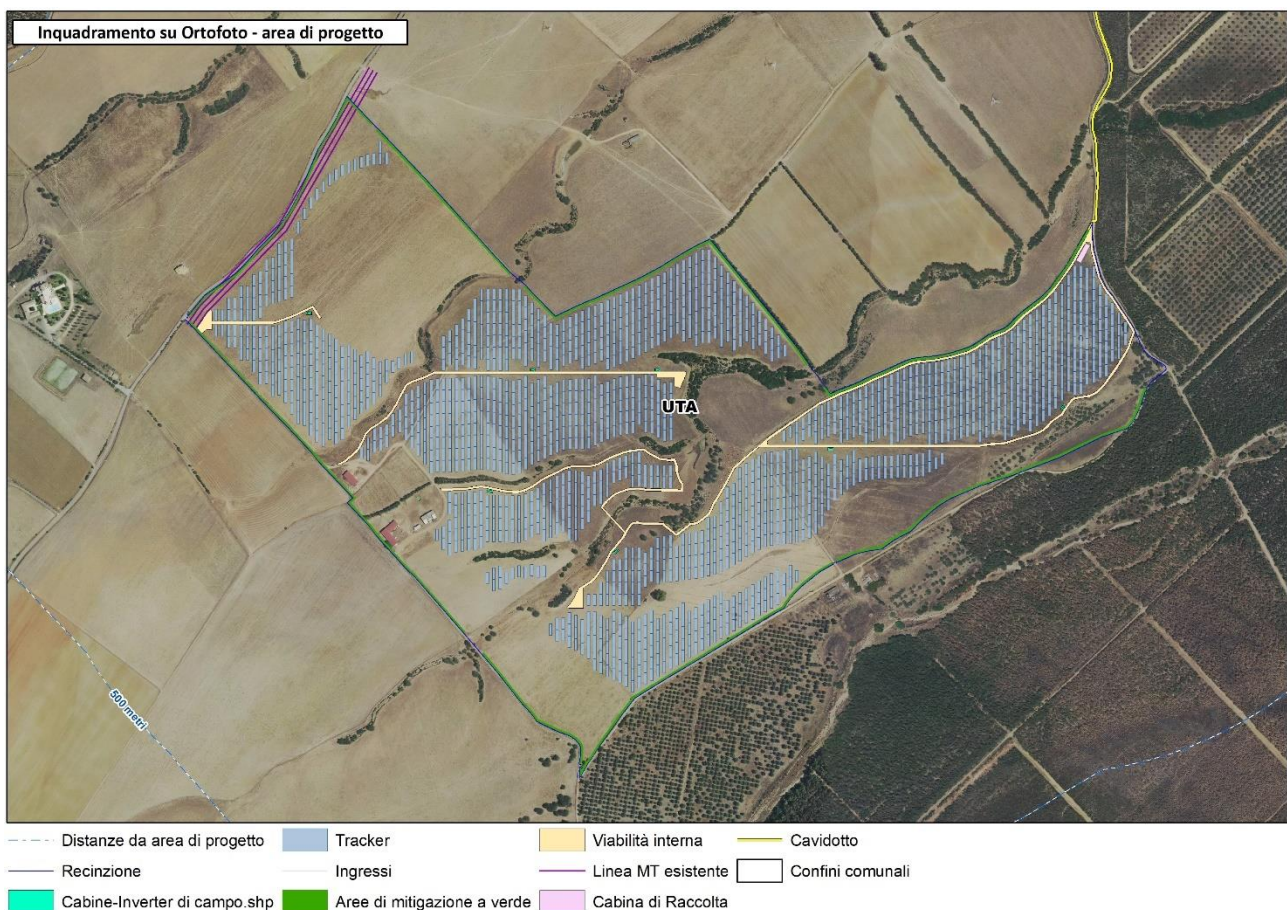 Inquadramento su Ortofoto - area di progetto
UTA
500 metri
Distanze da area di progetto
Tracker
Viabilità interna
Cavidotto
Recinzione
Ingressi
Linea MT esistente
Confini comunali
Cabine-Inverter di campo.shp
Aree di mitigazione a verde
Cabina di Raccolta